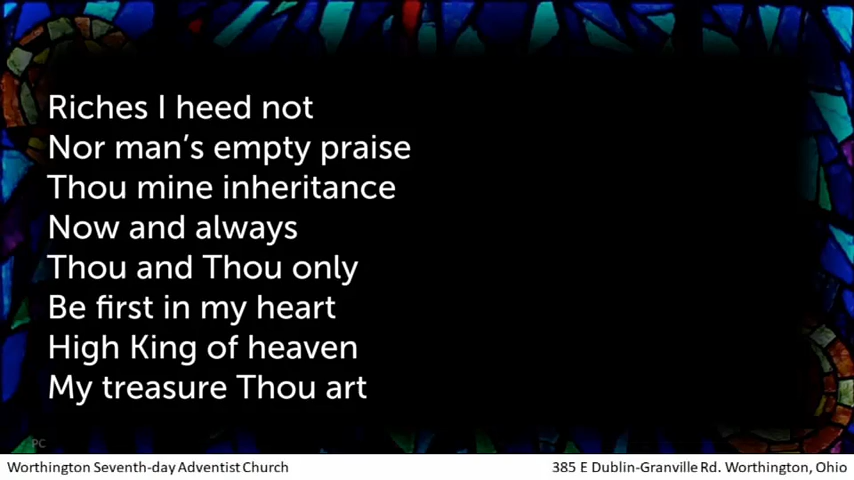 Riches I heed not
Nor man’s empty praise
Thou mine inheritance
Now and always
Thou and Thou only
Be first in my heart
High King of heaven
My treasure Thou art
PC
Worthington Seventh-day Adventist Church
385 E Dublin-Granville Rd. Worthington, Ohio